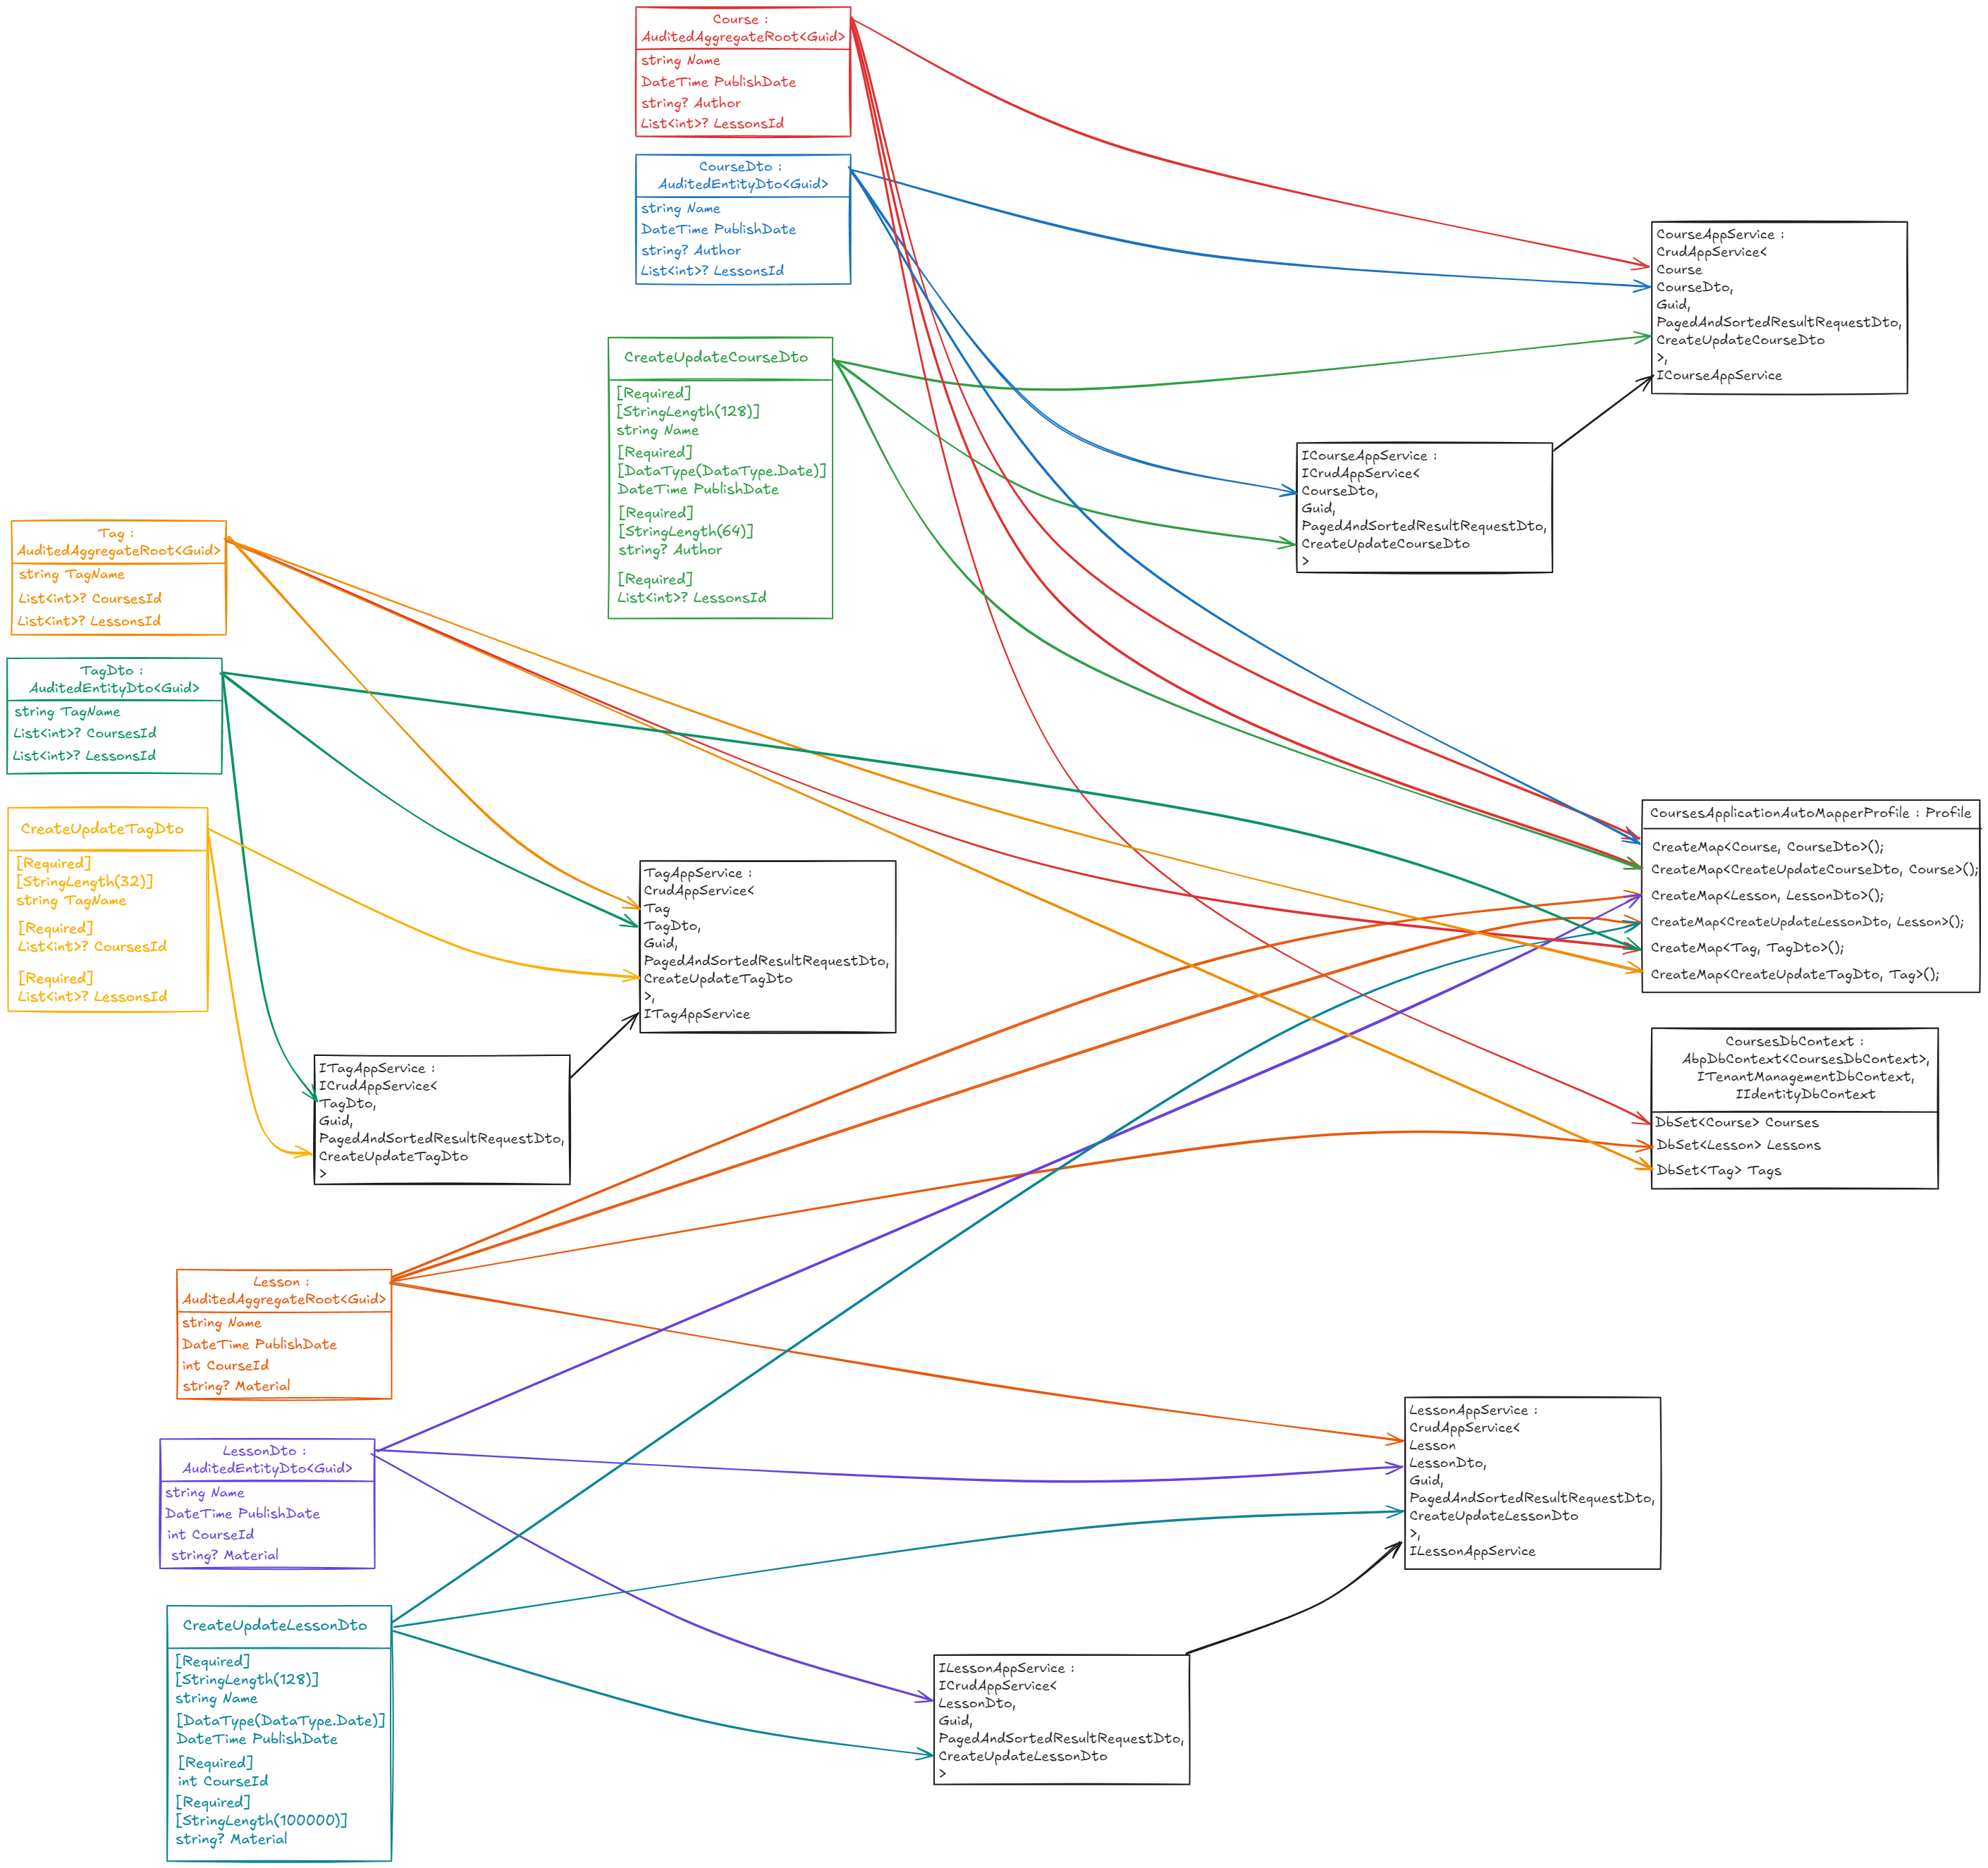 Course :
AuditedAggregateRoot<Guid>
string Name
DateTime PublishDate
string? Author
List<int>? LessonsId
CourseDto :
AuditedEntityDto<Guid>
string Name
DateTime PublishDate
string? Author
List<int>? LessonsId
CourseAppService :
CrudAppService<
Course
CourseDto,
Guid,
PagedAndSortedResultRequestDto,
CreateUpdateCourseDto
>,
ICourseAppService
CreateUpdateCourseDto
[Required]
[StringLength(128)]
string Name
[Required]
[DataType(DataType.Date)]
DateTime PublishDate
[Required]
[StringLength(64)]
string? Author
[Required]
List<int>? LessonsId
ICourseAppService :
ICrudAppService<
CourseDto,
Guid,
PagedAndSortedResultRequestDto,
CreateUpdateCourseDto
>
Tag :
AuditedAggregateRoot<Guid>
string TagName
List<int>? CoursesId
List<int>? LessonsId
TagDto :
AuditedEntityDto<Guid>
string TagName
List<int>? CoursesId
List<int>? LessonsId
CreateUpdateTagDto
[Required]
[StringLength(32)]
string TagName
[Required]
List<int>? CoursesId
[Required]
List<int>? LessonsId
TagAppService :
CrudAppService<
Tag
TagDto,
Guid,
PagedAndSortedResultRequestDto,
CreateUpdateTagDto
>,
ITagAppService
ITagAppService :
ICrudAppService<
TagDto,
Guid,
PagedAndSortedResultRequestDto,
CreateUpdateTagDto
>
CoursesApplicationAutoMapperProfile : Profile
CreateMap<Course, CourseDto>();
CreateMap<CreateUpdateCourseDto, Course>();
CreateMap<Lesson, LessonDto>();
CreateMap<CreateUpdateLessonDto, Lesson>();
CreateMap<Tag, TagDto>();
CreateMap<CreateUpdateTagDto, Tag>();
CoursesDbContext :
AbpDbContext<CoursesDbContext>,
ITenantManagementDbContext,
IIdentityDbContext
DbSet<Course> Courses
DbSet<Lesson> Lessons
DbSet<Tag> Tags
Lesson :
AuditedAggregateRoot<Guid>
string Name
DateTime PublishDate
int CourseId
string? Material
LessonDto :
AuditedEntityDto<Guid>
string Name
DateTime PublishDate
int CourseId
string? Material
LessonAppService :
CrudAppService<
Lesson
LessonDto,
Guid,
PagedAndSortedResultRequestDto,
CreateUpdateLessonDto
>,
ILessonAppService
CreateUpdateLessonDto
[Required]
[StringLength(128)]
string Name
[DataType(DataType.Date)]
DateTime PublishDate
[Required]
int CourseId
[Required]
[StringLength(100000)]
string? Material
ILessonAppService :
ICrudAppService<
LessonDto,
Guid,
PagedAndSortedResultRequestDto,
CreateUpdateLessonDto
>